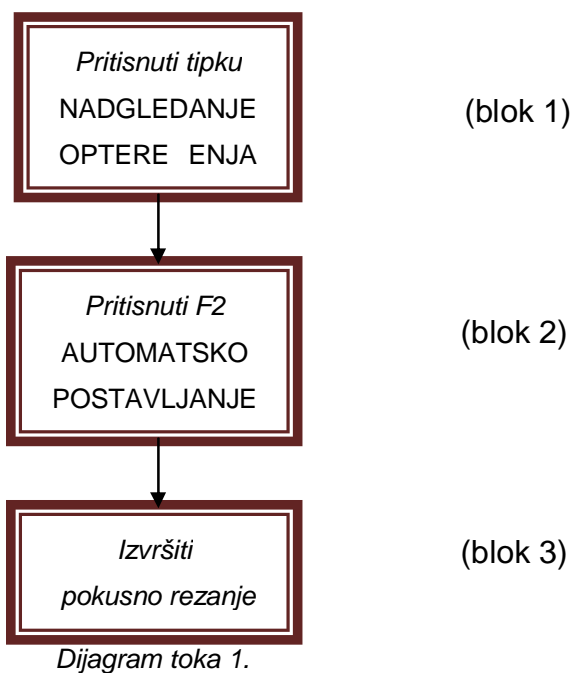 Pritisnuti tipku
NADGLEDANJE
(blok 1)
OPTERE ENJA
Pritisnuti F2
AUTOMATSKO
(blok 2)
POSTAVLJANJE
Izvršiti
(blok 3)
pokusno rezanje
Dijagram toka 1.